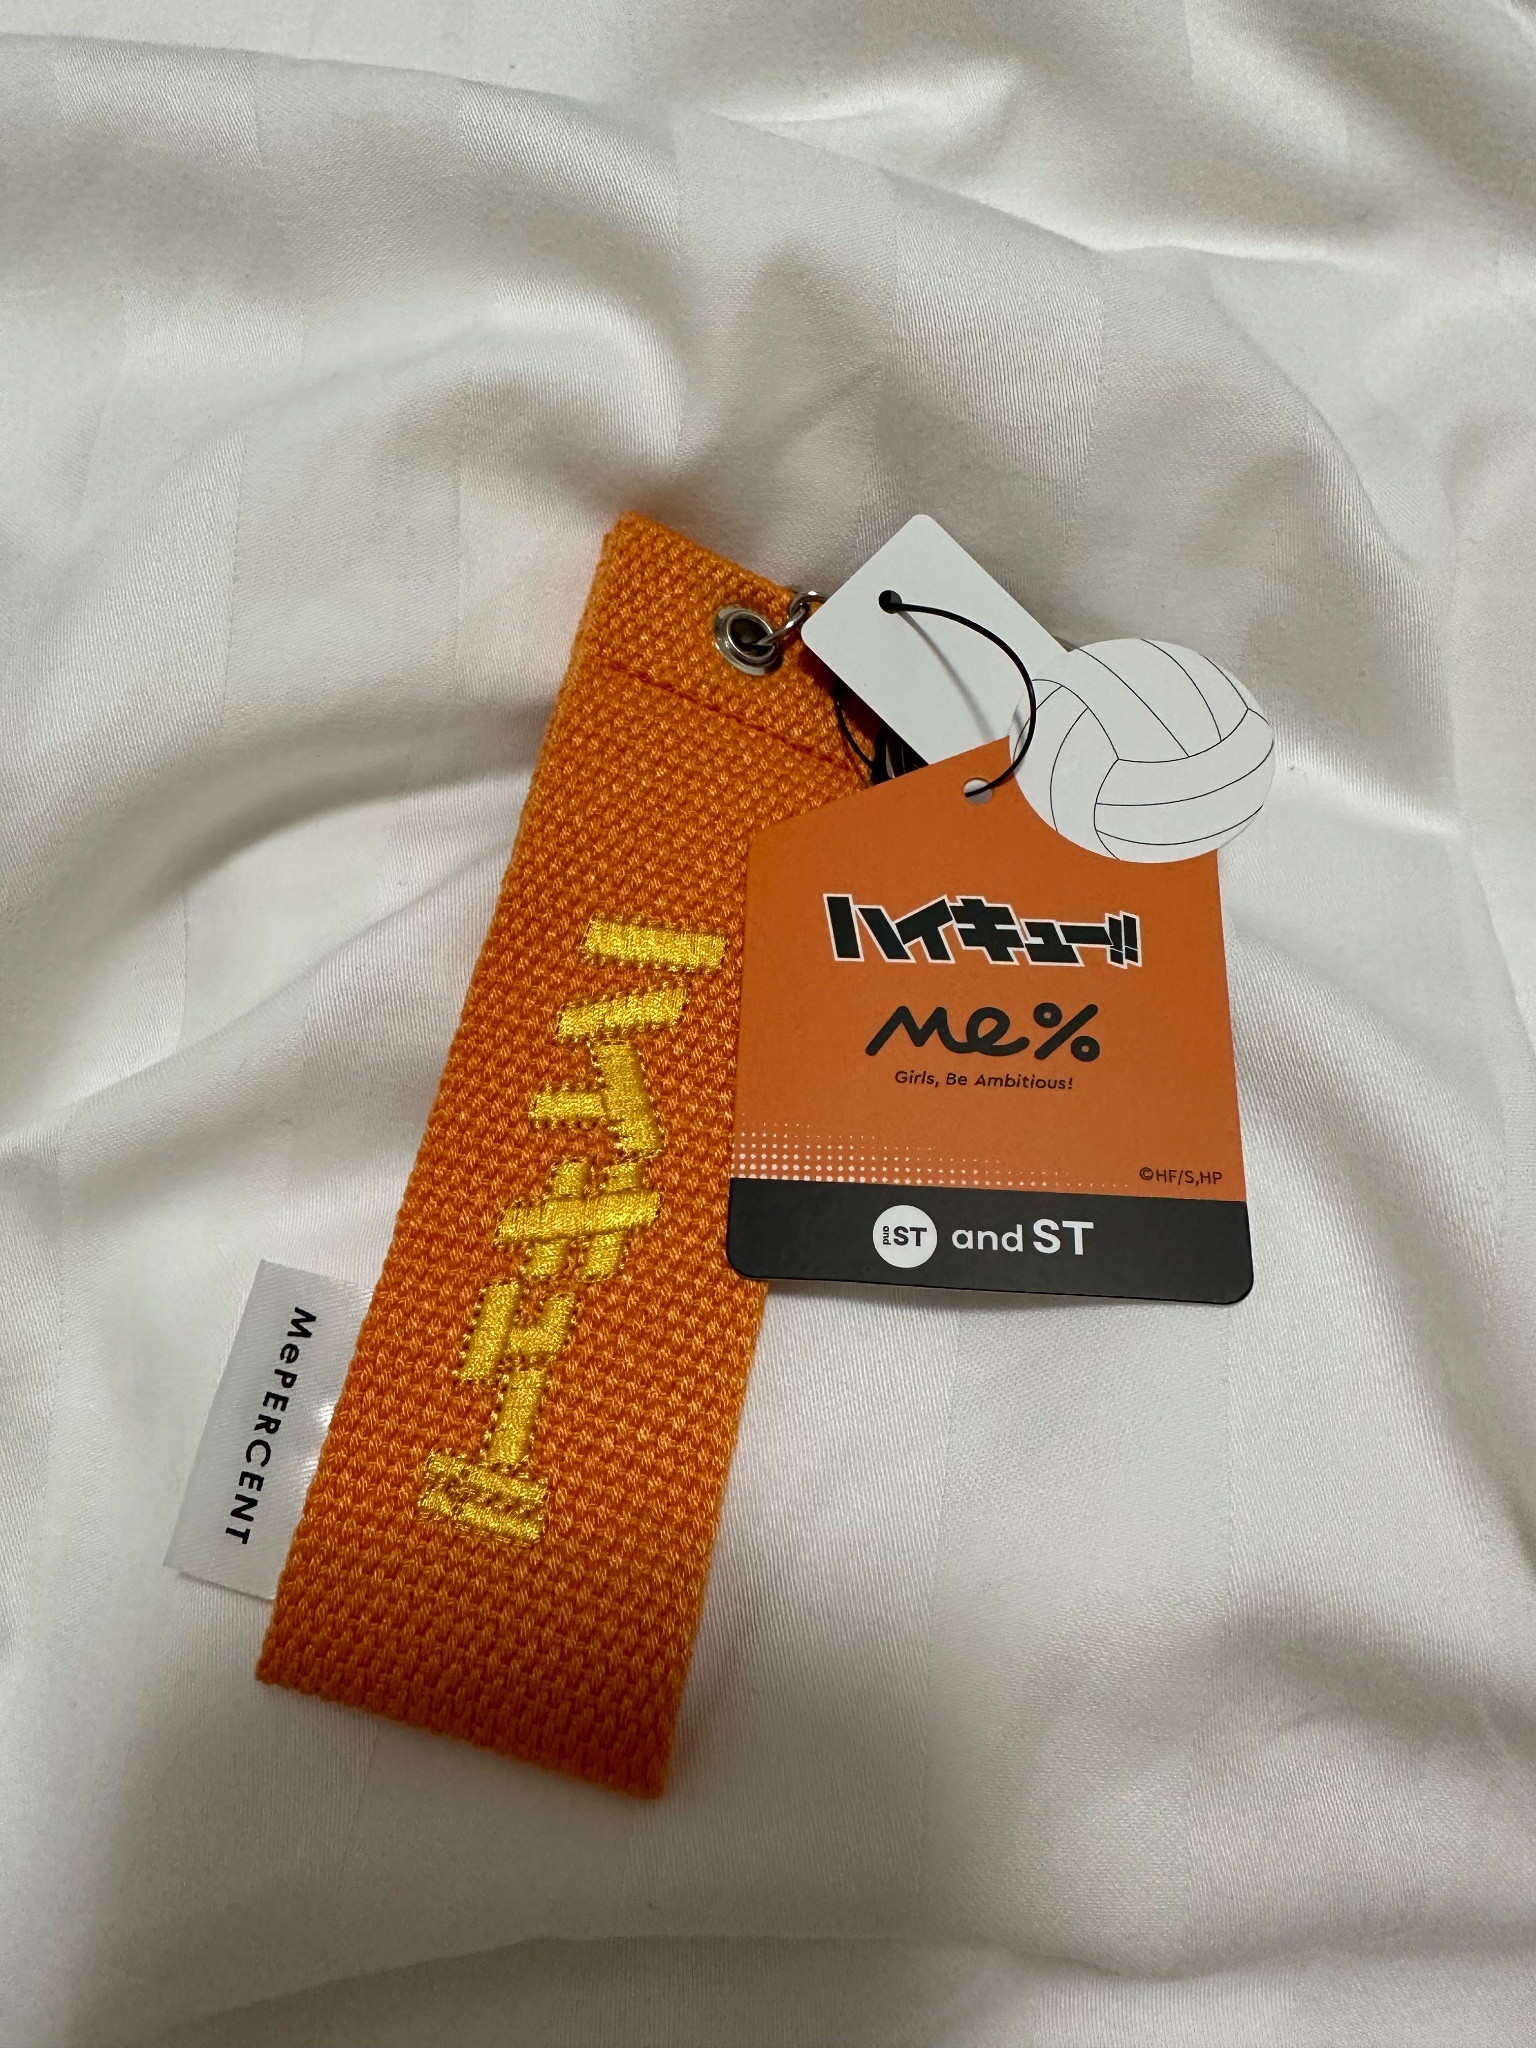 ハイキュー!!
MePERCENT
ハイキュー!!
me%
Girls, Be Ambitious!
©HF/S,HP
and ST
and ST